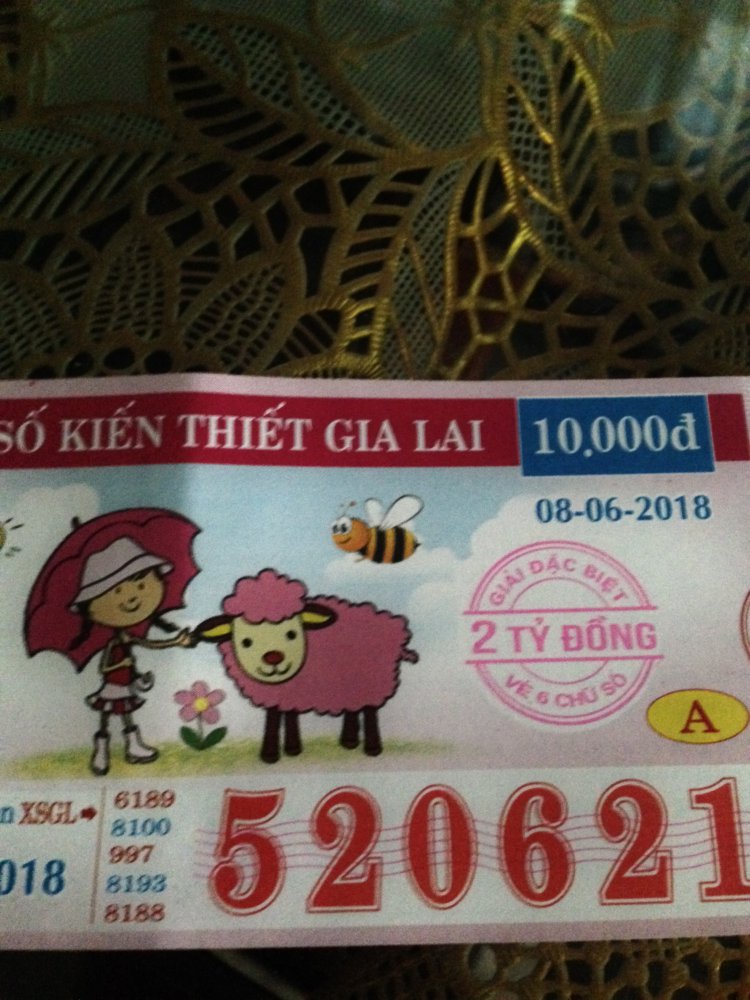 SỐ KIẾN THIẾT GIA LAI
10.000đ
08-06-2018
GIẢI ĐẶC BIỆT
2 TỶ ĐỒNG
VÉ 6 CHỮ SỐ
A
n XSGL
018
6189
8100
997
8193
8188
520621